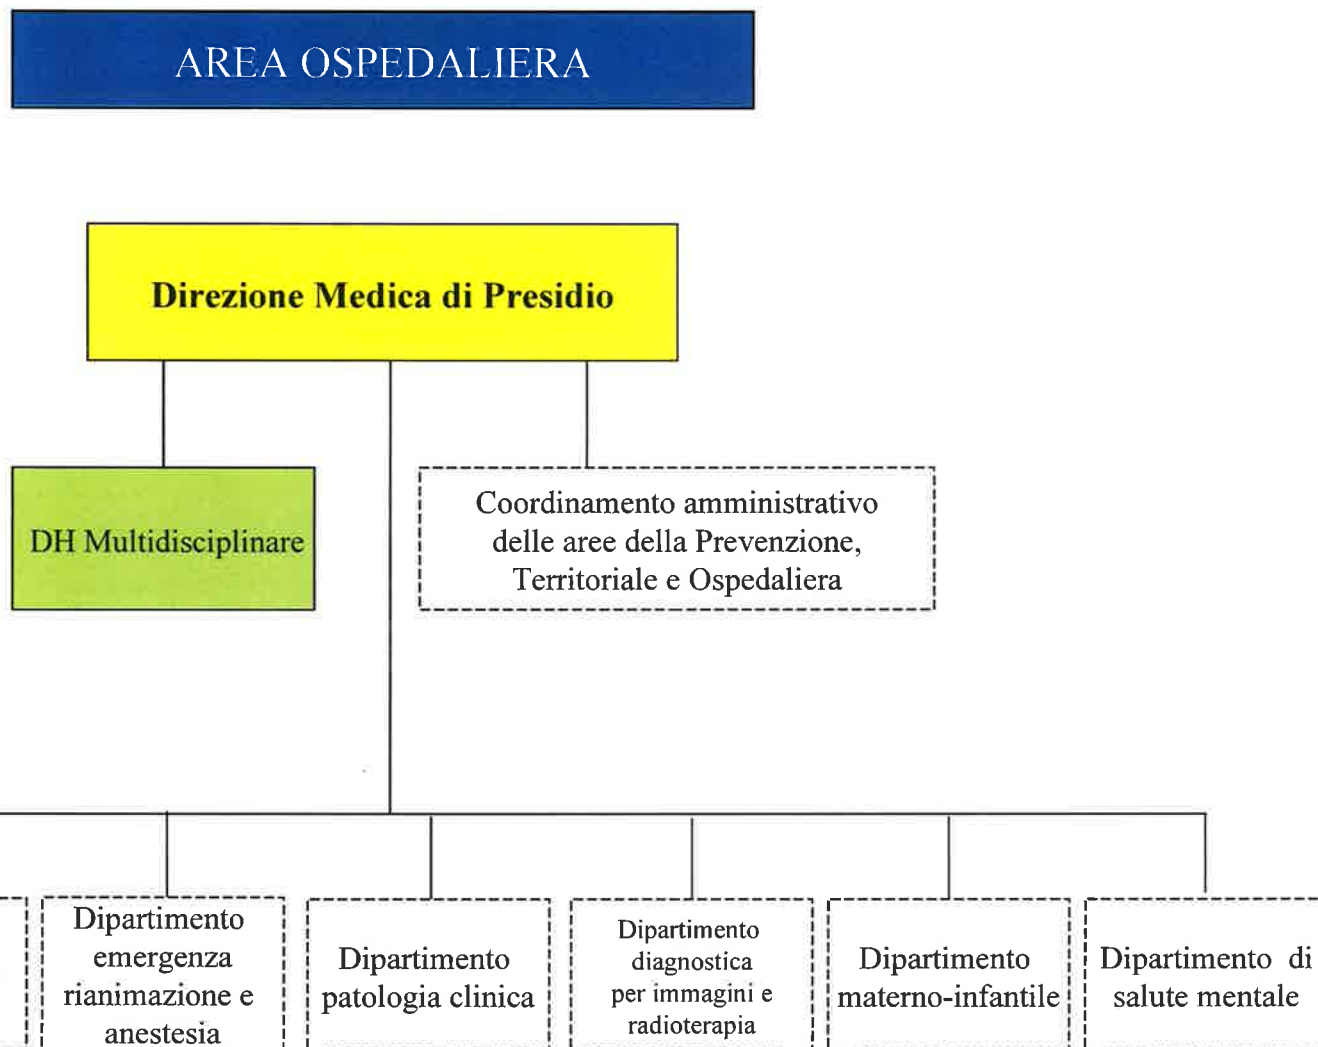 AREA OSPEDALIERA
Direzione Medica di Presidio
DH Multidisciplinare
Coordinamento amministrativo
delle aree della Prevenzione,
Territoriale e Ospedaliera
Dipartimento
emergenza
rianimazione e
anestesia
Dipartimento
patologia clinica
Dipartimento
diagnostica
per immagini e
radioterapia
Dipartimento
materno-infantile
Dipartimento di
salute mentale